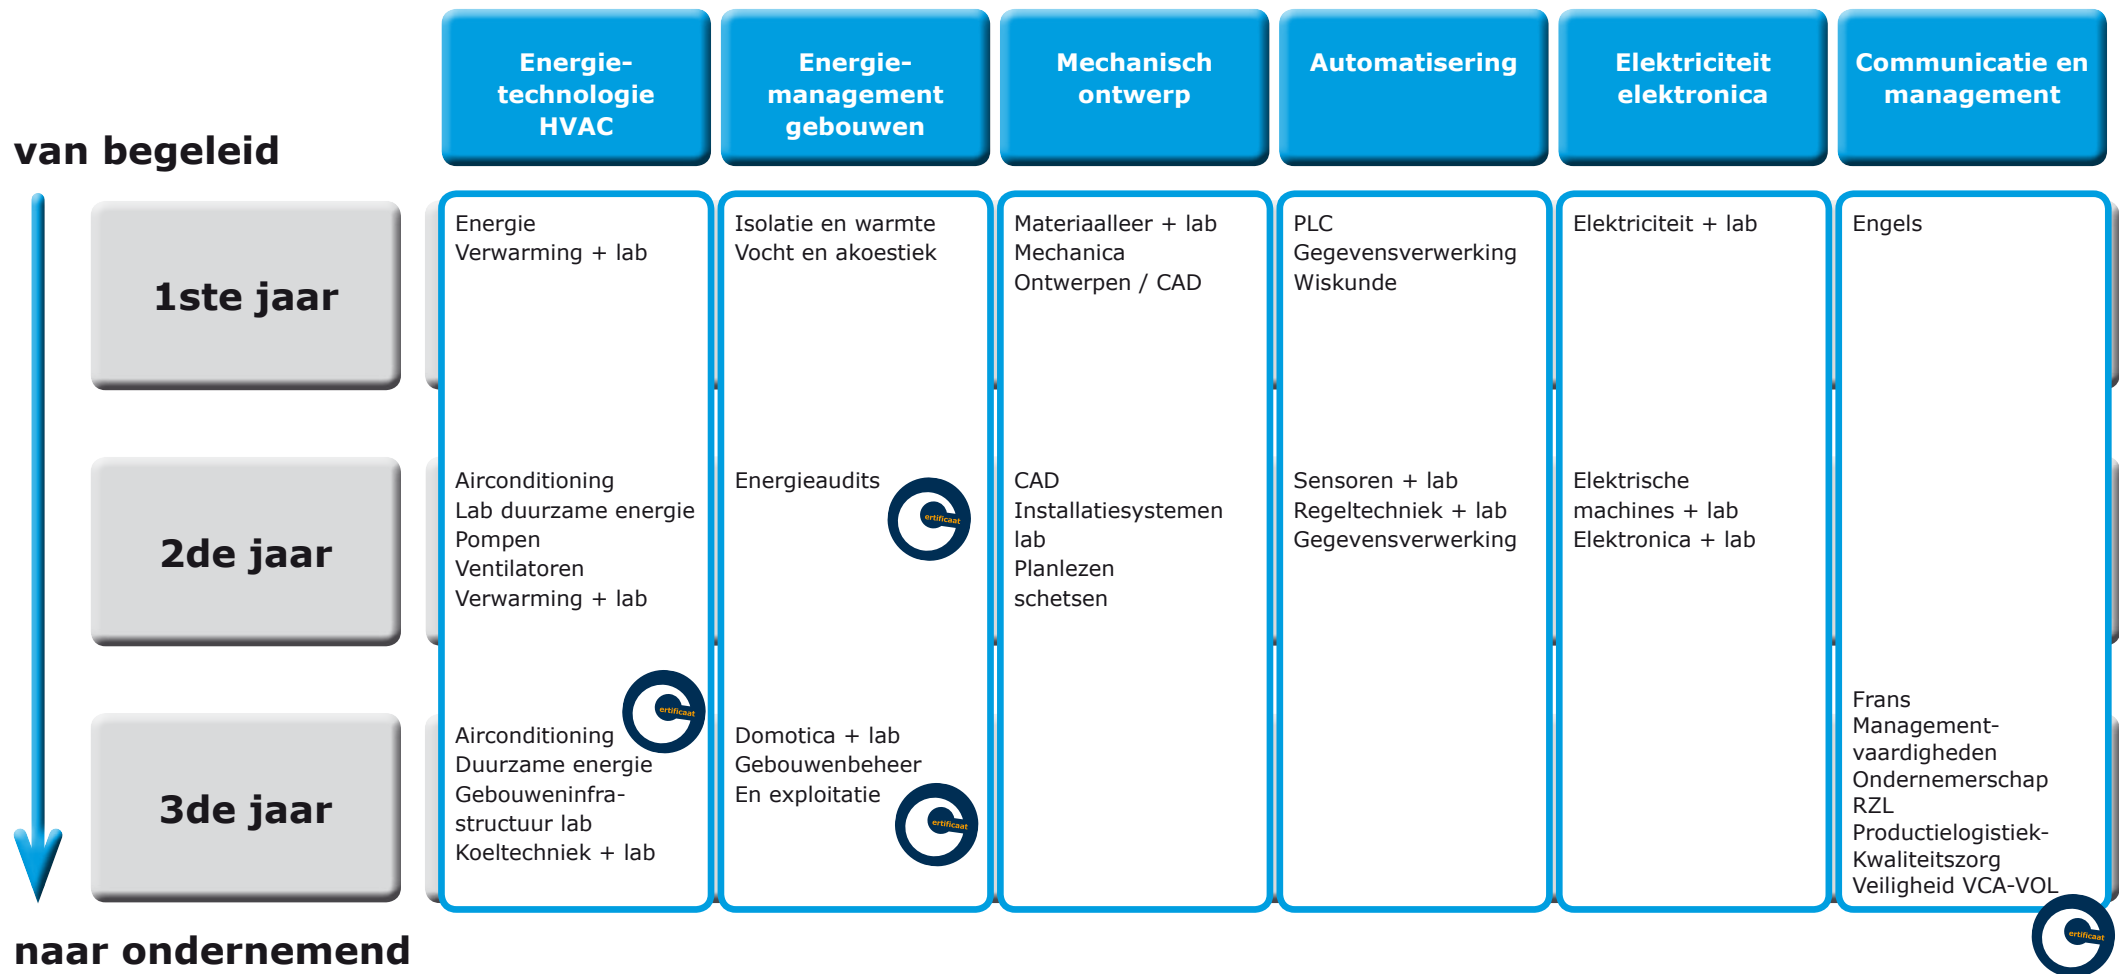 Energie-
technologie
HVAC
Energie-
management
gebouwen
Mechanisch
ontwerp
Automatisering
Elektriciteit
elektronica
Communicatie en
management
van begeleid
1ste jaar
Energie
Verwarming + lab
Isolatie en warmte
Vocht en akoestiek
Materiaalleer + lab
Mechanica
Ontwerpen / CAD
PLC
Gegevensverwerking
Wiskunde
Elektriciteit + lab
Engels
2de jaar
Airconditioning
Lab duurzame energie
Pompen
Ventilatoren
Verwarming + lab
Energieaudits
ertificaat
CAD
Installatiesystemen
lab
Planlezen
schetsen
Sensoren + lab
Regeltechniek + lab
Gegevensverwerking
Elektrische
machines + lab
Elektronica + lab
3de jaar
ertificaat
Airconditioning
Duurzame energie
Gebouweninfra-
structuur lab
Koeltechniek + lab
Domotica + lab
Gebouwenbeheer
En exploitatie
ertificaat
Frans
Management-
vaardigheden
Ondernemerschap
RZL
Productielogistiek-
Kwaliteitszorg
Veiligheid VCA-VOL
ertificaat
naar ondernemend